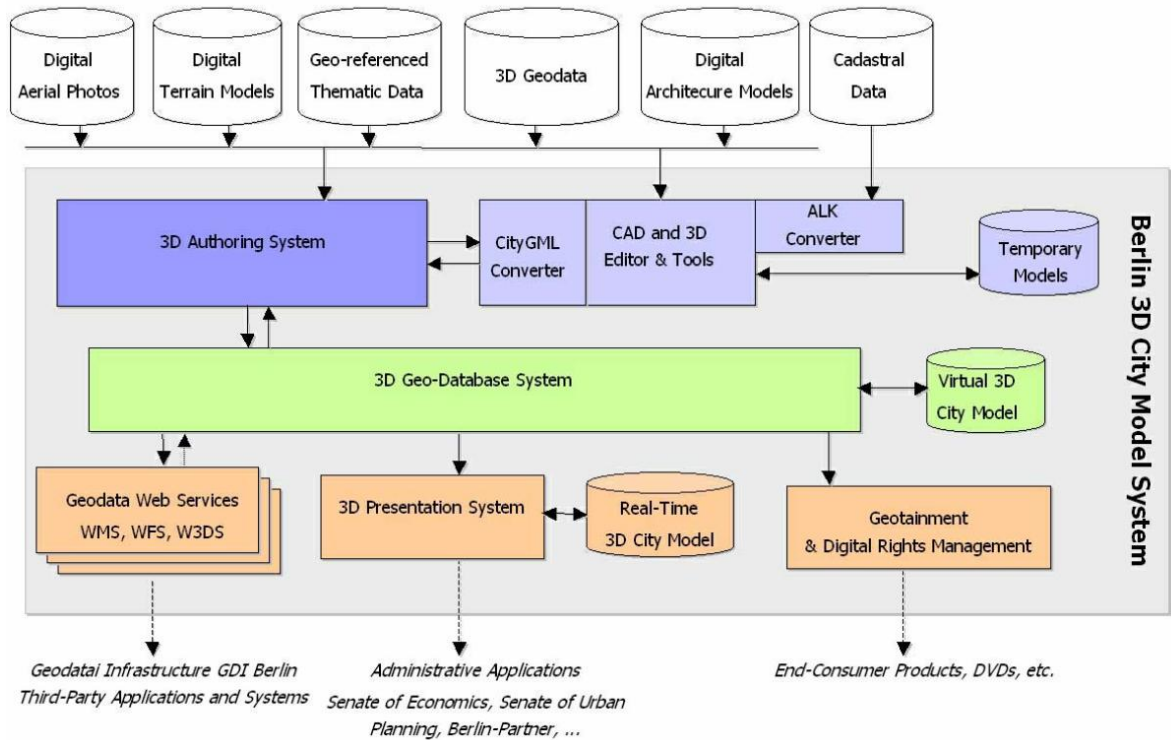 Digital
Aerial Photos
Digital
Terrain Models
Geo-referenced
Thematic Data
3D Geodata
Digital
Architecure Models
Cadastral
Data
3D Authoring System
CityGML
Converter
CAD and 3D
Editor & Tools
ALK
Converter
Temporary
Models
Berlin 3D City Model System
3D Geo-Database System
Virtual 3D
City Model
Geodata Web Services
WMS, WFS, W3DS
3D Presentation System
Real-Time
3D City Model
Geotainment
& Digital Rights Management
Geodatai Infrastructure GDI Berlin
Third-Party Applications and Systems
Administrative Applications
Senate of Economics, Senate of Urban
Planning, Berlin-Partner, ...
End-Consumer Products, DVDs, etc.